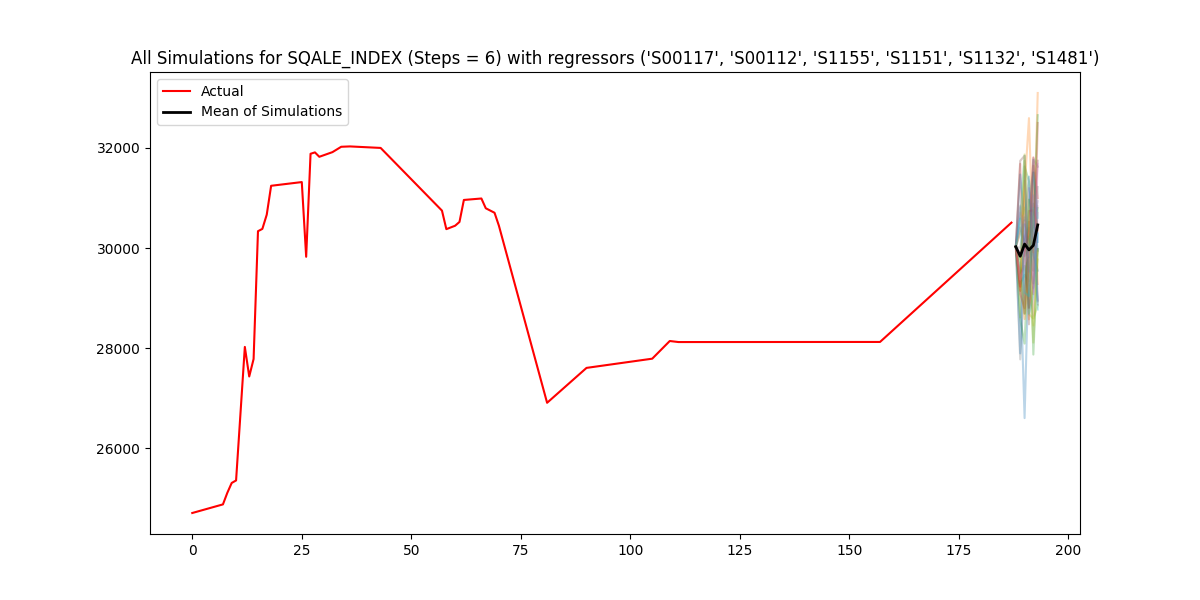 All Simulations for SQALE_INDEX (Steps = 6) with regressors ('S00117', 'S00112', 'S1155', 'S1151', 'S1132', 'S1481')
Actual
Mean of Simulations
32000
30000
28000
26000
0 25 50 75 100 125 150 175 200